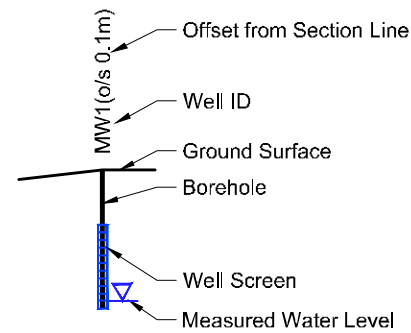 MW1(o/s 0.1m)
Offset from Section Line
Well ID
Ground Surface
Borehole
Well Screen
Measured Water Level